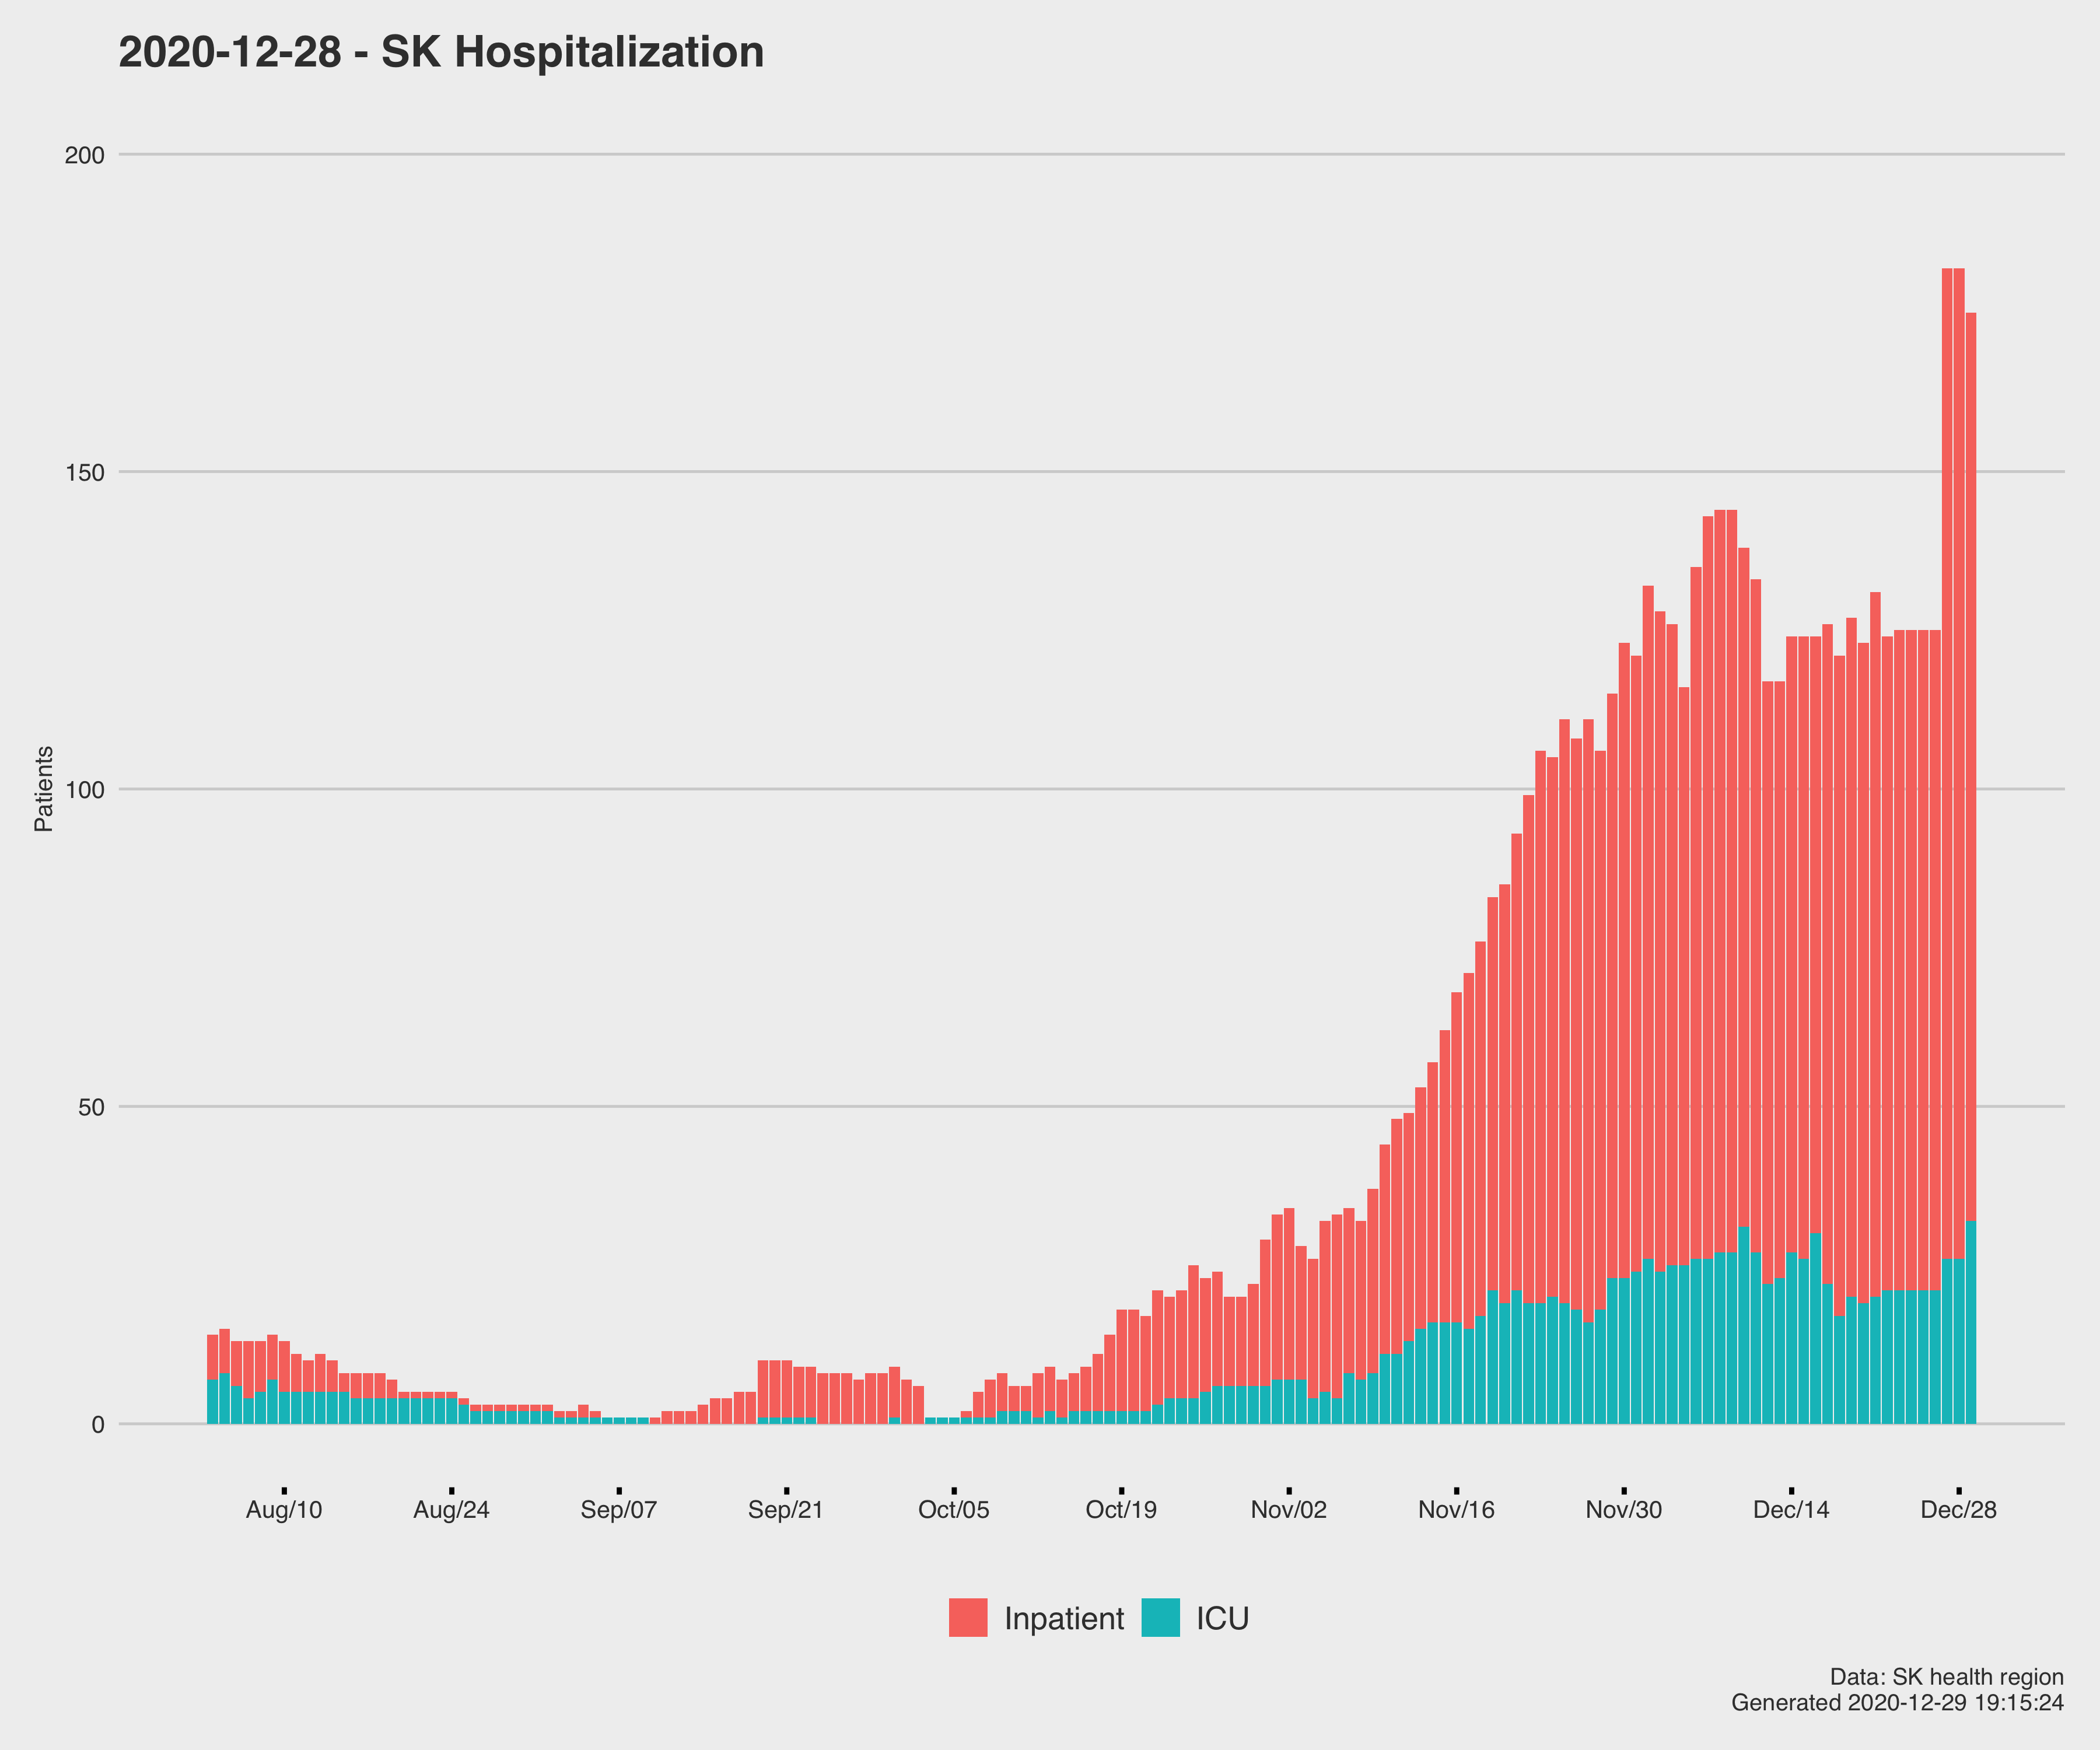 2020-12-28 - SK Hospitalization
200
150
100
50
0
Patients
Aug/10 Aug/24 Sep/07 Sep/21 Oct/05 Oct/19 Nov/02 Nov/16 Nov/30 Dec/14 Dec/28
Inpatient ICU
Data: SK health region
Generated 2020-12-29 19:15:24